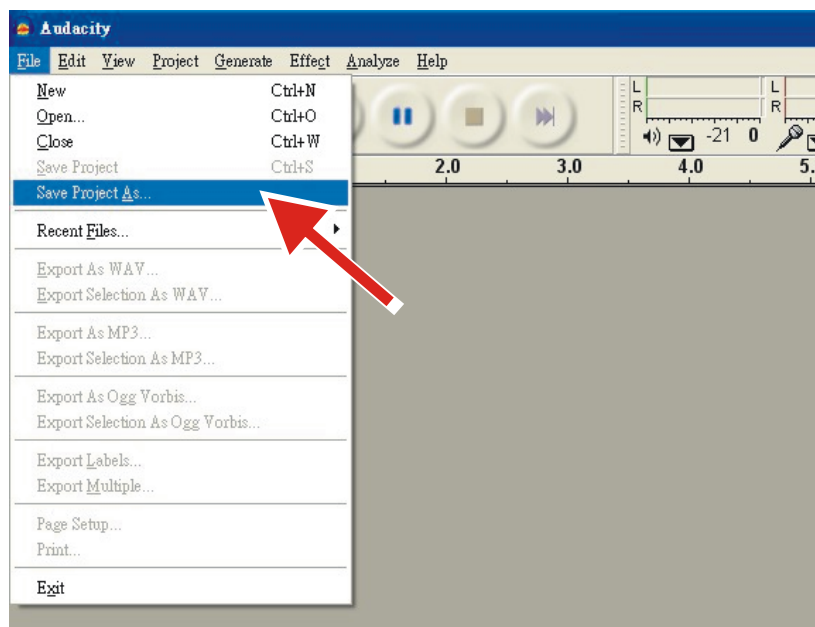 Audacity
File Edit View Project Generate Effect Analyze Help
New Ctrl+N
Open... Ctrl+O
Close Ctrl+W
Save Project Ctrl+S
Save Project As...
Recent Files...
Export As WAV...
Export Selection As WAV...
Export As MP3...
Export Selection As MP3...
Export As Ogg Vorbis...
Export Selection As Ogg Vorbis...
Export Labels...
Export Multiple...
Page Setup...
Print...
Exit
L L
R R
-21 0
2.0 3.0 4.0 5.